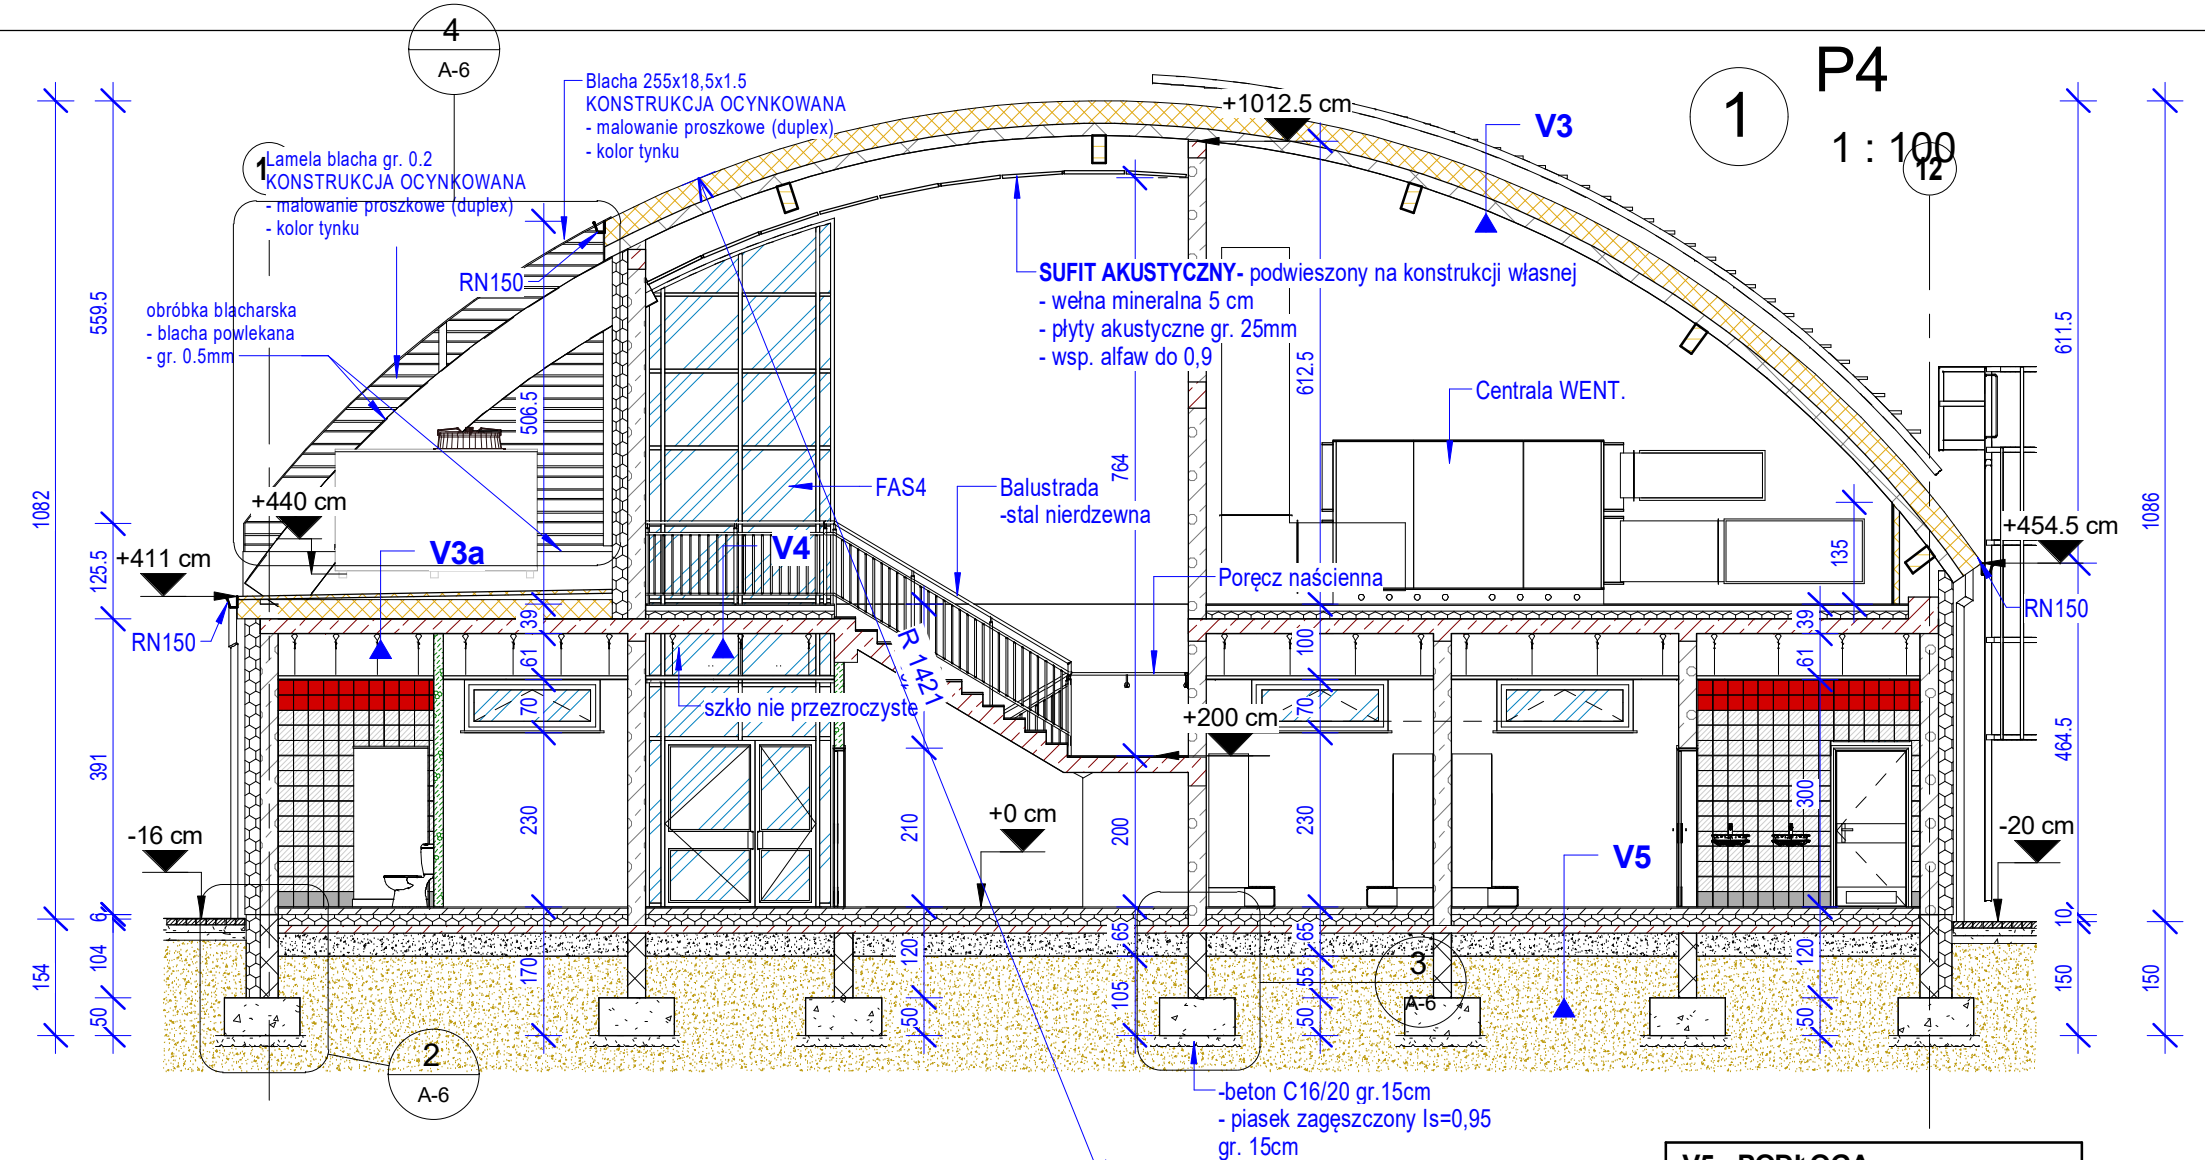 4
A-6
P4
1
1 : 100
12
Blacha 255x18,5x1.5
KONSTRUKCJA OCYNKOWANA
- malowanie proszkowe (duplex)
- kolor tynku
+1012.5 cm
V3
1
Lamela blacha gr. 0.2
KONSTRUKCJA OCYNKOWANA
- malowanie proszkowe (duplex)
- kolor tynku
RN150
obróbka blacharska
- blacha powlekana
- gr. 0.5mm
SUFIT AKUSTYCZNY- podwieszony na konstrukcji własnej
- wełna mineralna 5 cm
- płyty akustyczne gr. 25mm
- wsp. alfaw do 0,9
Centrala WENT.
FAS4
Balustrada
-stal nierdzewna
+440 cm
+411 cm
V3a
V4
+454.5 cm
Poręcz naścienna
RN150
RN150
R 1421
szkło nie przezroczyste
+200 cm
+0 cm
-16 cm
-20 cm
V5
1082
154
559.5
125.5
391
6
104
50
506.5
39
61
70
230
170
210
120
50
764
200
65
105
612.5
100
70
230
65
55
50
135
39
61
300
120
50
611.5
464.5
10
150
1086
150
3
A-6
2
A-6
-beton C16/20 gr.15cm
- piasek zagęszczony Is=0,95
gr. 15cm
V5 - PODŁOGA